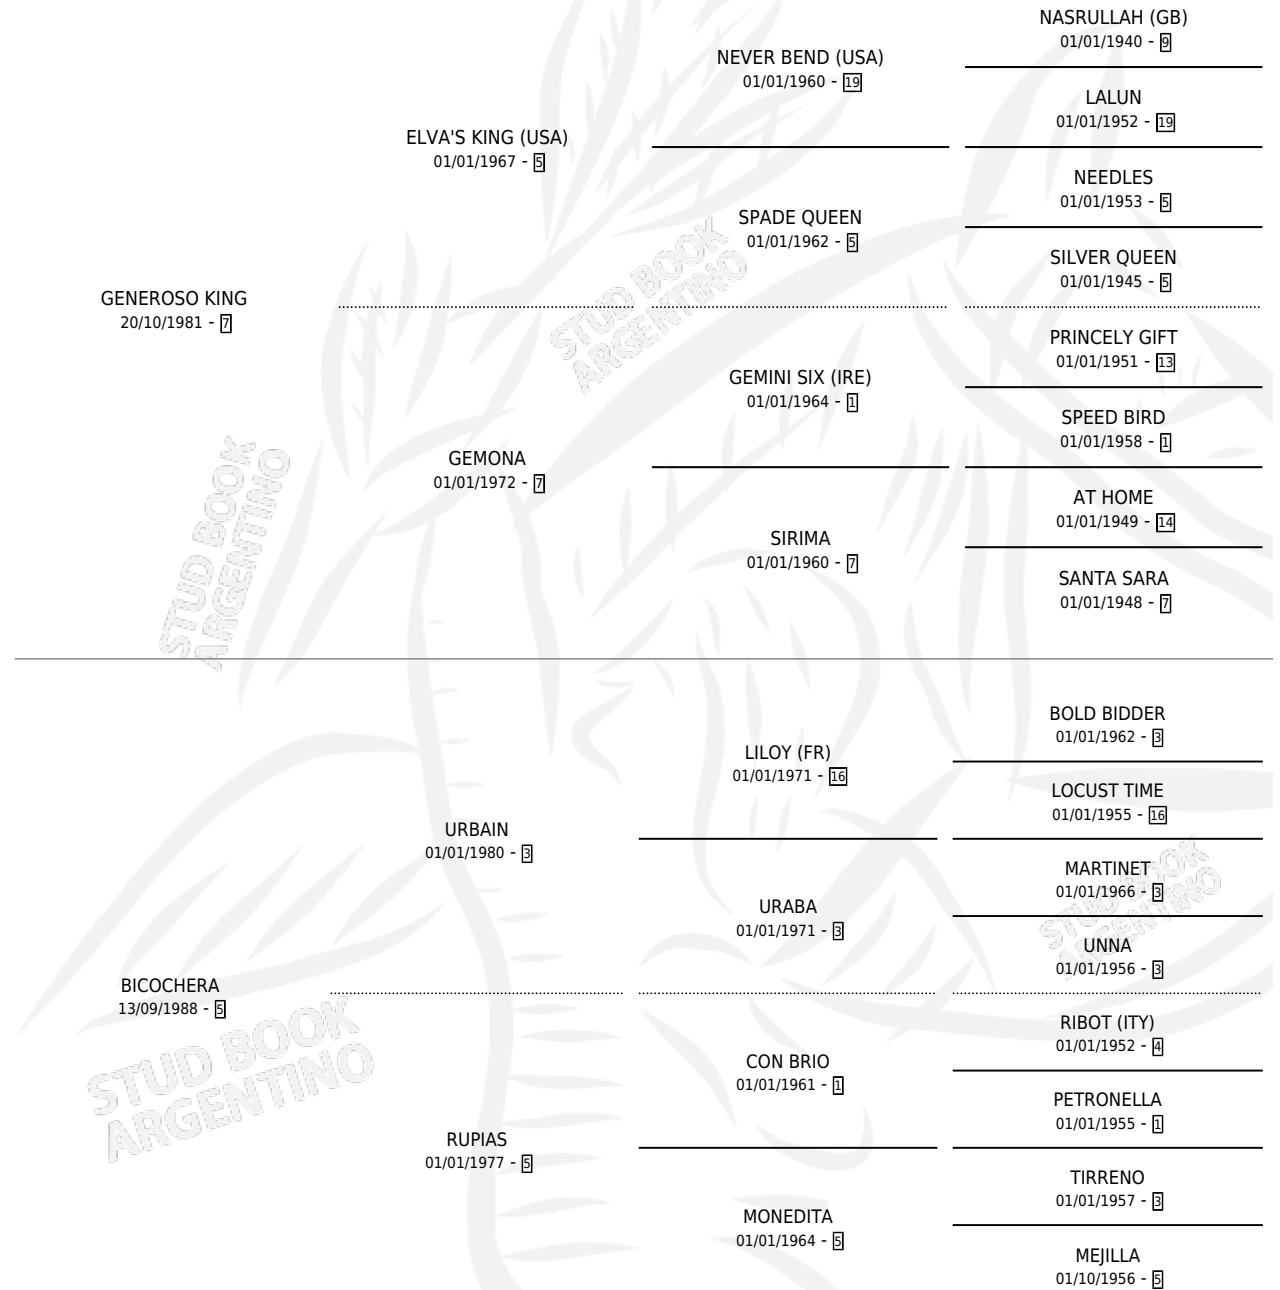 NASRULLAH (GB)
01/01/1940 - 9
NEVER BEND (USA)
01/01/1960 - 19
LALUN
01/01/1952 - 19
ELVA'S KING (USA)
01/01/1967 - 5
NEEDLES
01/01/1953 - 5
SPADE QUEEN
01/01/1962 - 5
SILVER QUEEN
01/01/1945 - 5
GENEROSO KING
20/10/1981 - 7
PRINCELY GIFT
01/01/1951 - 13
GEMINI SIX (IRE)
01/01/1964 - 1
SPEED BIRD
01/01/1958 - 1
GEMONA
01/01/1972 - 7
AT HOME
01/01/1949 - 14
SIRIMA
01/01/1960 - 7
SANTA SARA
01/01/1948 - 7
STUD BOOK
ARGENTINO
STUD BOOK
ARGENTINO
BOLD BIDDER
01/01/1962 - 3
LILOY (FR)
01/01/1971 - 16
LOCUST TIME
01/01/1955 - 16
URBAIN
01/01/1980 - 3
MARTINET
01/01/1966 - 3
URABA
01/01/1971 - 3
UNNA
01/01/1956 - 3
STUD BOOK
ARGENTINO
BICOCHERA
13/09/1988 - 5
RIBOT (ITY)
01/01/1952 - 4
CON BRIO
01/01/1961 - 1
PETRONELLA
01/01/1955 - 1
STUD BOOK
ARGENTINO
RUPIAS
01/01/1977 - 5
TIRRENO
01/01/1957 - 3
MONEDITA
01/01/1964 - 5
MEJILLA
01/10/1956 - 5